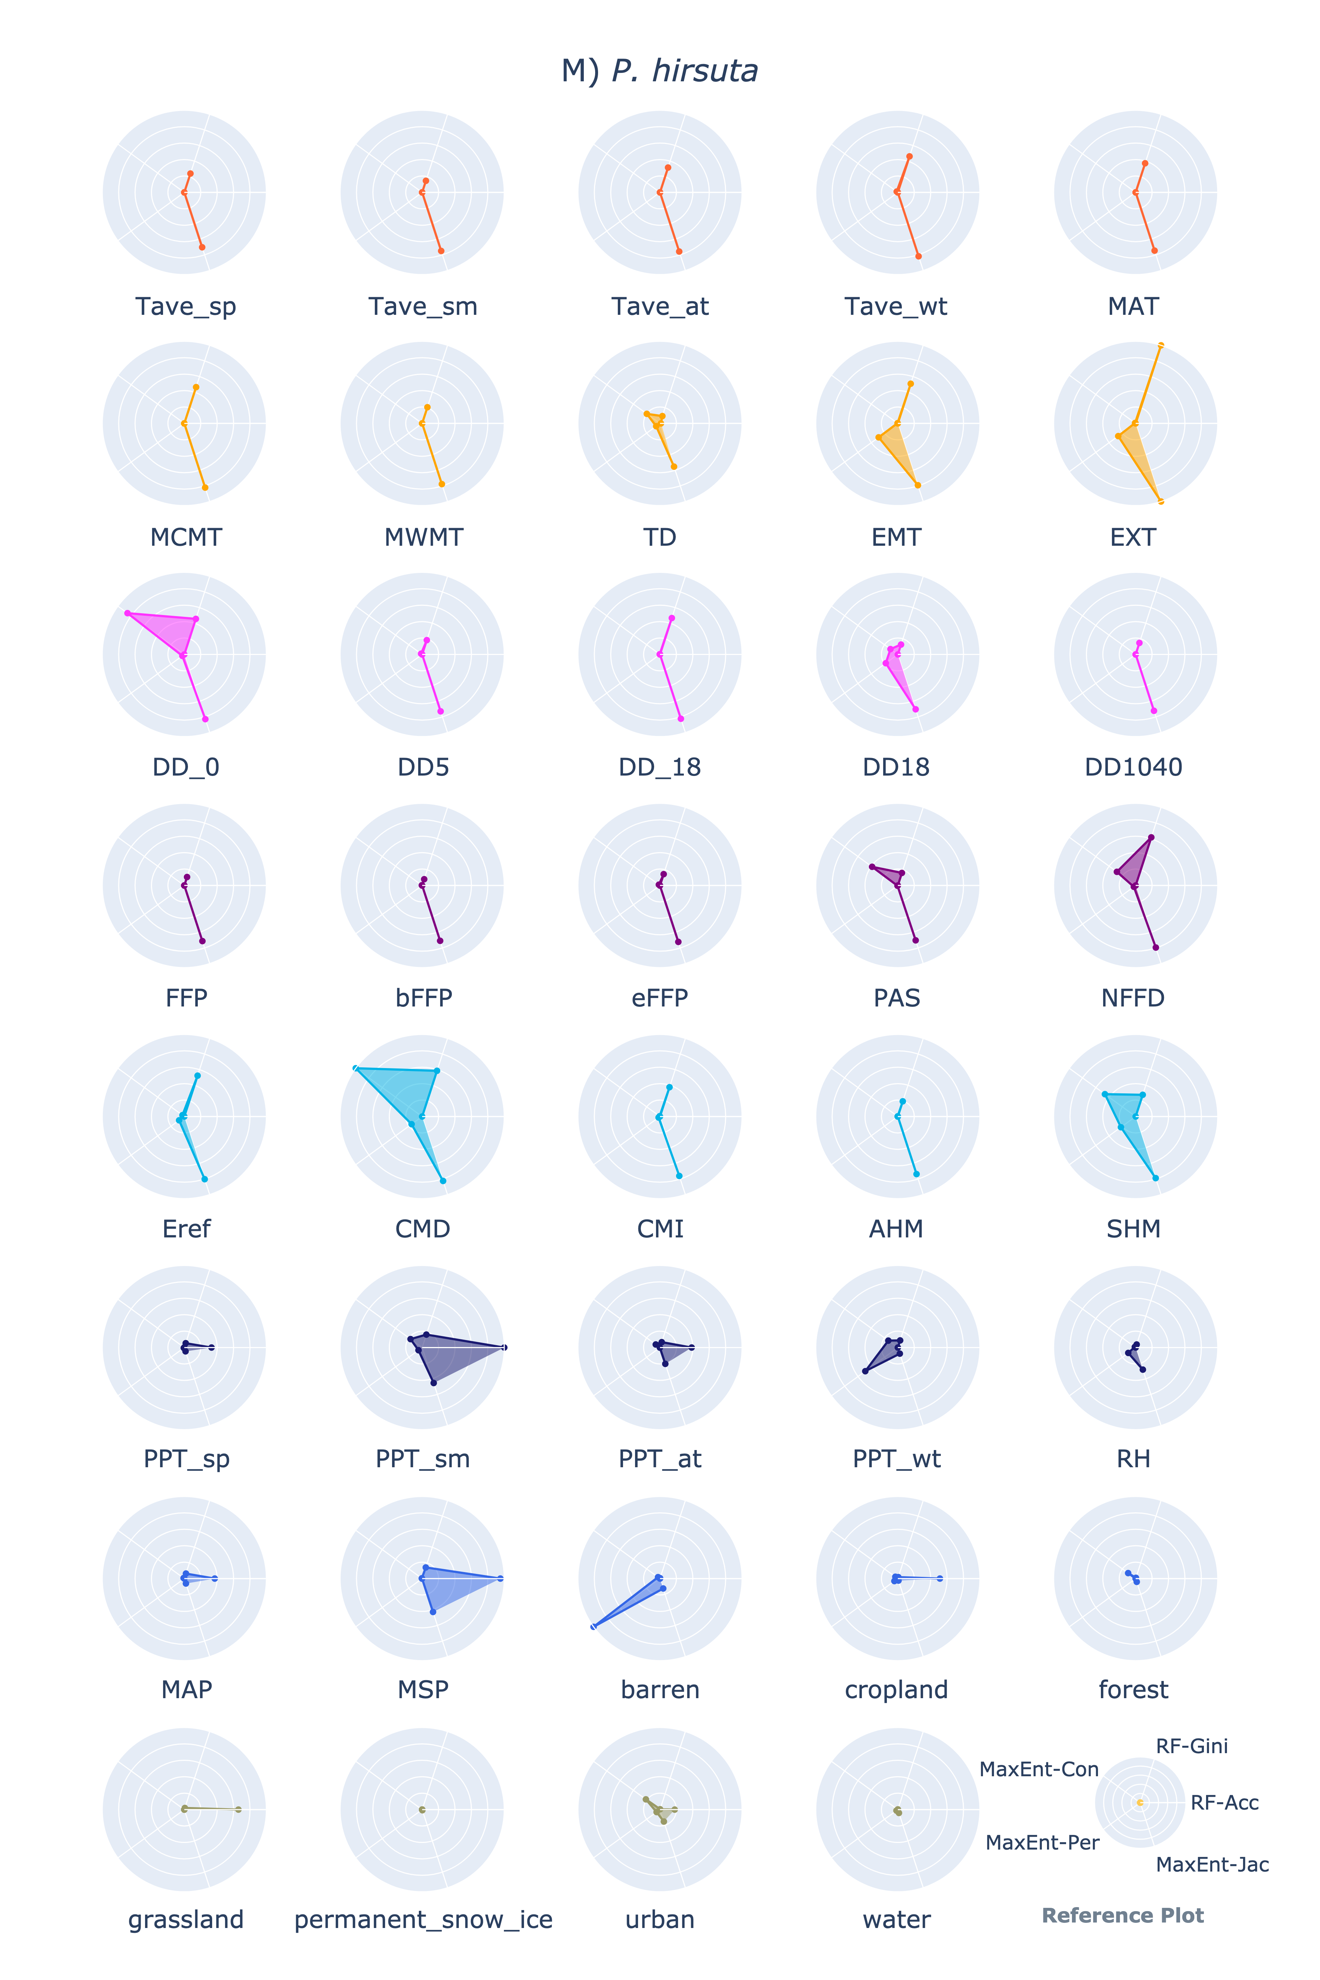 M) P. hirsuta
Tave_sp Tave_sm Tave_at Tave_wt MAT
MCMT MWMT TD EMT EXT
DD_0 DD5 DD_18 DD18 DD1040
FFP bFFP eFFP PAS NFFD
Eref CMD CMI AHM SHM
PPT_sp PPT_sm PPT_at PPT_wt RH
MAP MSP barren cropland forest
RF-Gini
MaxEnt-Con
RF-Acc
MaxEnt-Per
MaxEnt-Jac
grassland permanent_snow_ice urban water Reference Plot